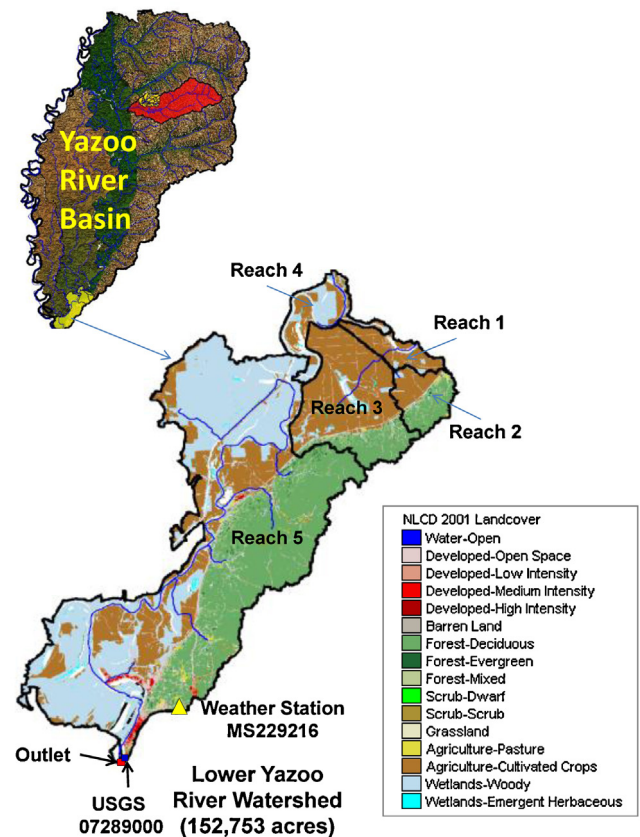 Yazoo
River
Basin
Reach 4
Reach 1
Reach 3
Reach 2
Reach 5
Weather Station
MS229216
Outlet
USGS
07289000
Lower Yazoo
River Watershed
(152,753 acres)
NLCD 2001 Landcover
Water-Open
Developed-Open Space
Developed-Low Intensity
Developed-Medium Intensity
Developed-High Intensity
Barren Land
Forest-Deciduous
Forest-Evergreen
Forest-Mixed
Scrub-Dwarf
Scrub-Scrub
Grassland
Agriculture-Pasture
Agriculture-Cultivated Crops
Wetlands-Woody
Wetlands-Emergent Herbaceous